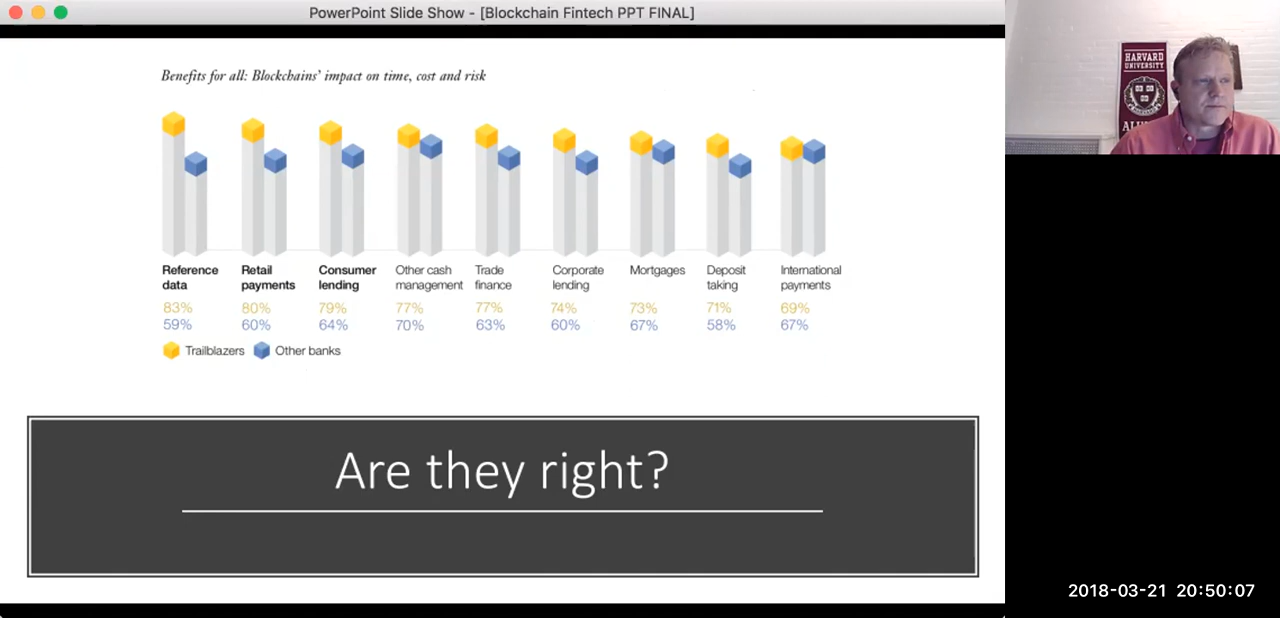 PowerPoint Slide Show - [Blockchain Fintech PPT FINAL]
Benefits for all: Blockchains' impact on time, cost and risk
Reference data
Retail payments
Consumer lending
Other cash management
Trade finance
Corporate lending
Mortgages
Deposit taking
International payments
83% 80% 79% 77% 77% 74% 73% 71% 69%
59% 60% 64% 70% 63% 60% 67% 58% 67%
Trailblazers Other banks
Are they right?
HARVARD
UNIVERSITY
2018-03-21 20:50:07